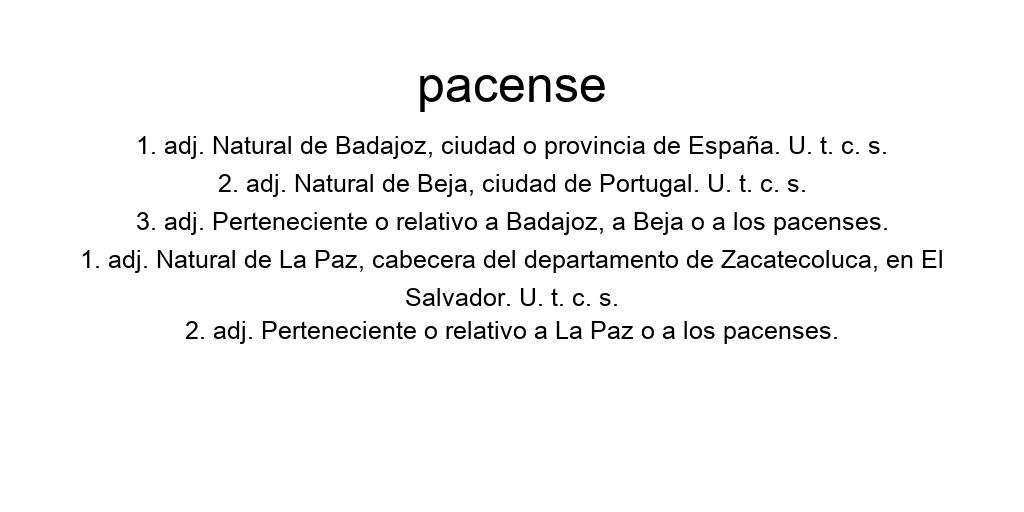 pacense
1. adj. Natural de Badajoz, ciudad o provincia de España. U. t. c. s.
2. adj. Natural de Beja, ciudad de Portugal. U. t. c. s.
3. adj. Perteneciente o relativo a Badajoz, a Beja o a los pacenses.
1. adj. Natural de La Paz, cabecera del departamento de Zacatecoluca, en El
Salvador. U. t. c. s.
2. adj. Perteneciente o relativo a La Paz o a los pacenses.